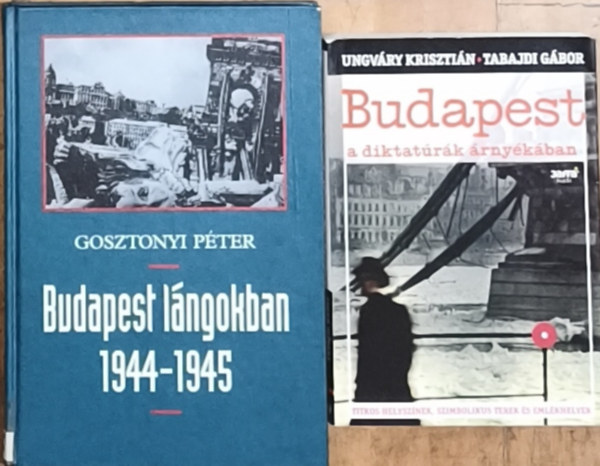 GOSZTONYI PÉTER
Budapest lángokban
1944-1945
UNGVÁRY KRISZTIÁN • TABAJDI GÁBOR
Budapest
a diktatúrák árnyékában
TITKOS HELYSZÍNEK, SZIMBOLIKUS TEREK ÉS EMLÉKHELYEK